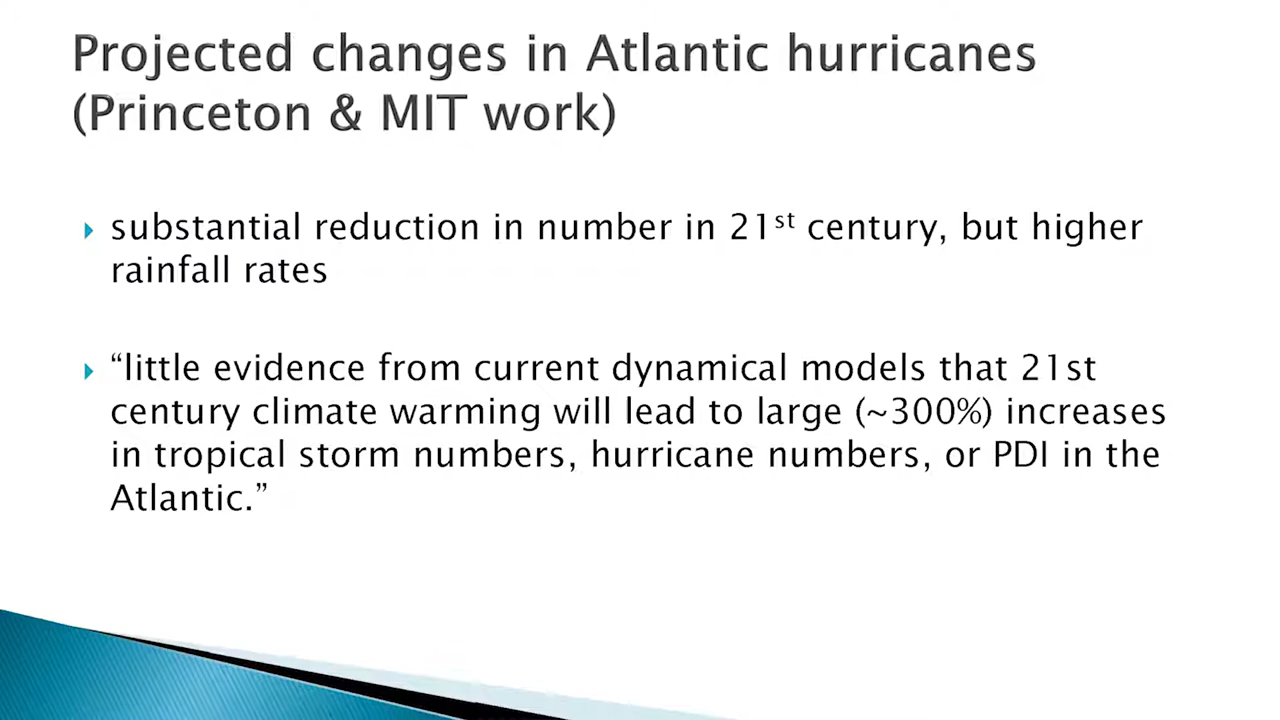 Projected changes in Atlantic hurricanes
(Princeton & MIT work)
substantial reduction in number in 21st century, but higher
rainfall rates
“little evidence from current dynamical models that 21st
century climate warming will lead to large (~300%) increases
in tropical storm numbers, hurricane numbers, or PDI in the
Atlantic.”